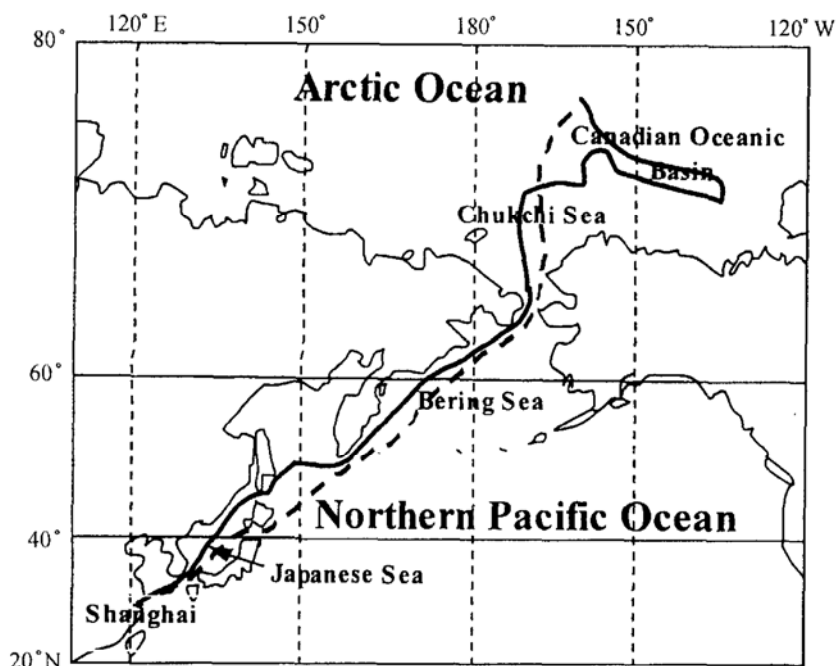 120˚ E 150˚ 180˚ 150˚ 120˚ W
80˚
Arctic Ocean
Canadian Oceanic
Basin
Chukchi Sea
60˚
Bering Sea
Northern Pacific Ocean
40˚
Japanese Sea
Shanghai
20˚N